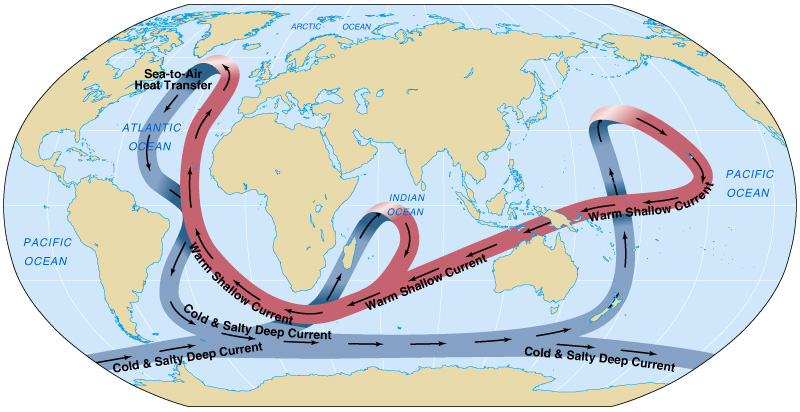 ARCTIC OCEAN
Sea-to-Air
Heat Transfer
ATLANTIC
OCEAN
PACIFIC
OCEAN
INDIAN
OCEAN
Warm Shallow Current
PACIFIC
OCEAN
Warm Shallow Current
Warm Shallow Current
Cold & Salty Deep Current
Cold & Salty Deep Current
Cold & Salty Deep Current